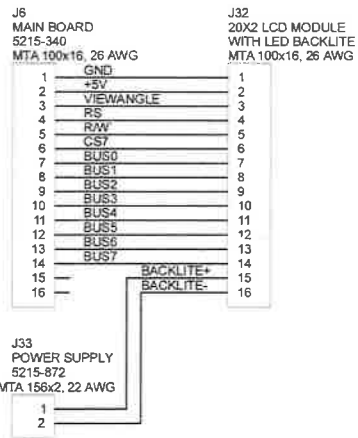 J6
MAIN BOARD
5215-340
MTA 100x16, 26 AWG
J32
20X2 LCD MODULE
WITH LED BACKLITE
MTA 100x16, 26 AWG
1 GND 1
2 +5V 2
3 VIEWANGLE 3
4 RS 4
5 R/W 5
6 CS7 6
7 BUS0 7
8 BUS1 8
9 BUS2 9
10 BUS3 10
11 BUS4 11
12 BUS5 12
13 BUS6 13
14 BUS7 14
15 BACKLITE+ 15
16 BACKLITE- 16
J33
POWER SUPPLY
5215-872
MTA 156x2, 22 AWG
1
2